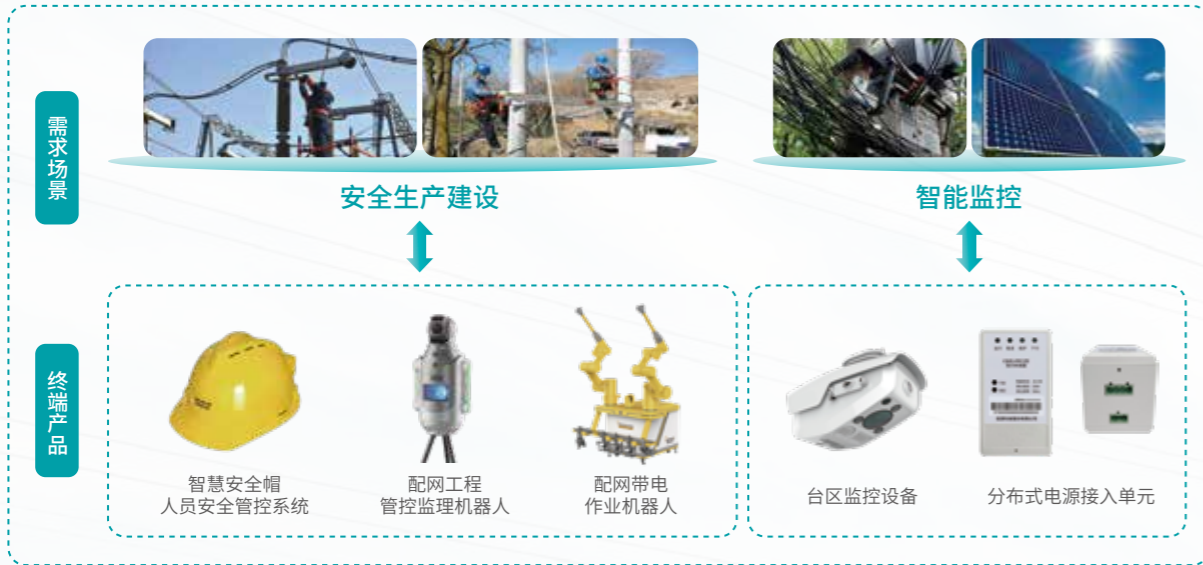 需求场景
安全生产建设
智能监控
终端产品
智慧安全帽
人员安全管控系统
配网工程
管控监理机器人
配网带电
作业机器人
台区监控设备
分布式电源接入单元